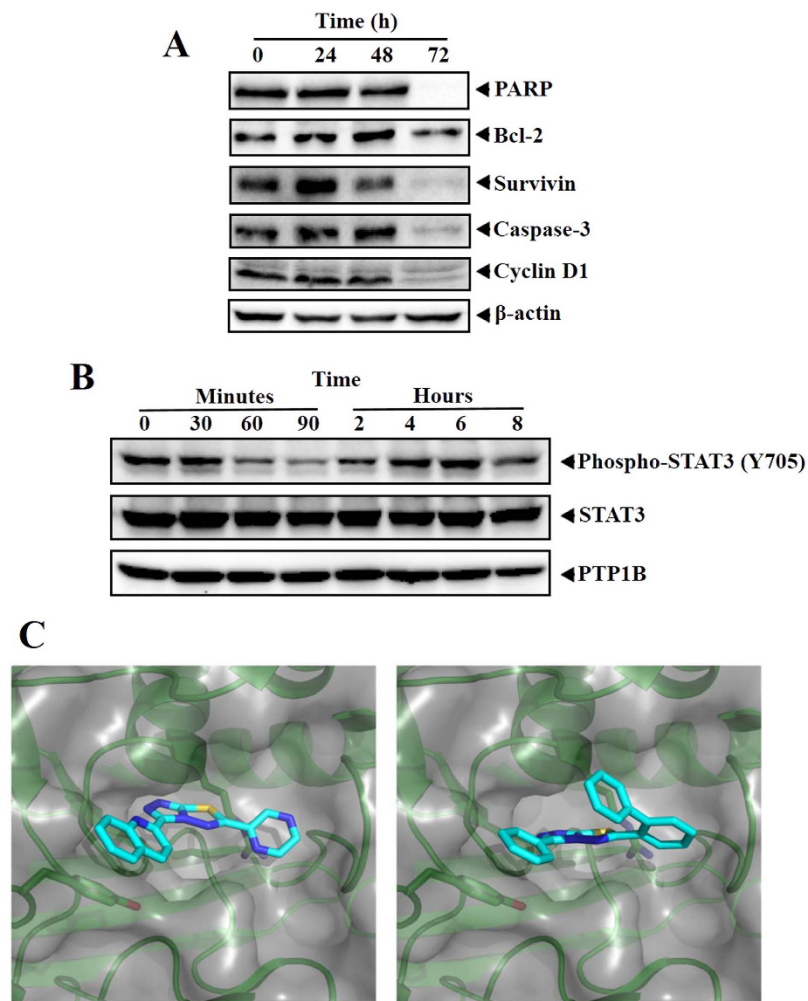 A
Time (h)
0 24 48 72
PARP
Bcl-2
Survivin
Caspase-3
Cyclin D1
β-actin
B
Time
Minutes Hours
0 30 60 90 2 4 6 8
Phospho-STAT3 (Y705)
STAT3
PTP1B
C